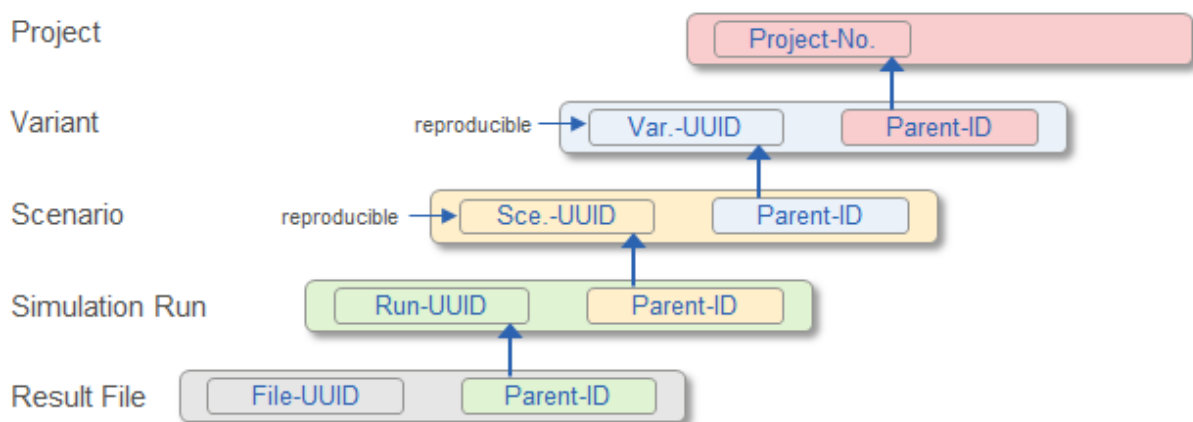 Project
Project-No.
Variant
reproducible
Var.-UUID
Parent-ID
Scenario
reproducible
Sce.-UUID
Parent-ID
Simulation Run
Run-UUID
Parent-ID
Result File
File-UUID
Parent-ID